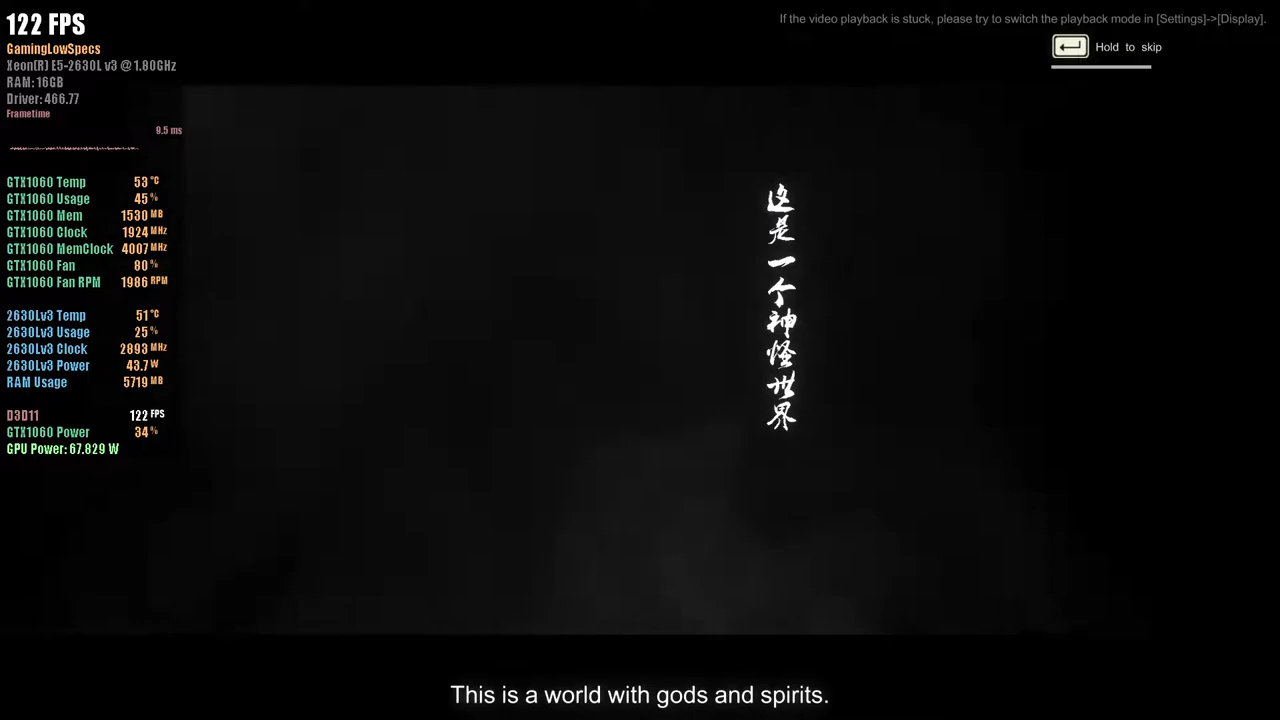 122 FPS
GamingLowSpecs
Xeon(R) E5-2630L v3 @ 1.80GHz
RAM: 16GB
Driver: 466.77
Frametime
9.5 ms
GTX1060 Temp 53 °C
GTX1060 Usage 45 %
GTX1060 Mem 1530 MB
GTX1060 Clock 1924 MHz
GTX1060 MemClock 4007 MHz
GTX1060 Fan 80 %
GTX1060 Fan RPM 1986 RPM
2630Lv3 Temp 51 °C
2630Lv3 Usage 25 %
2630Lv3 Clock 2893 MHz
2630Lv3 Power 43.7 W
RAM Usage 5719 MB
D3D11 122 FPS
GTX1060 Power 34 %
GPU Power: 67.829 W
If the video playback is stuck, please try to switch the playback mode in [Settings]->[Display].
Hold to skip
这是一个神怪世界
This is a world with gods and spirits.